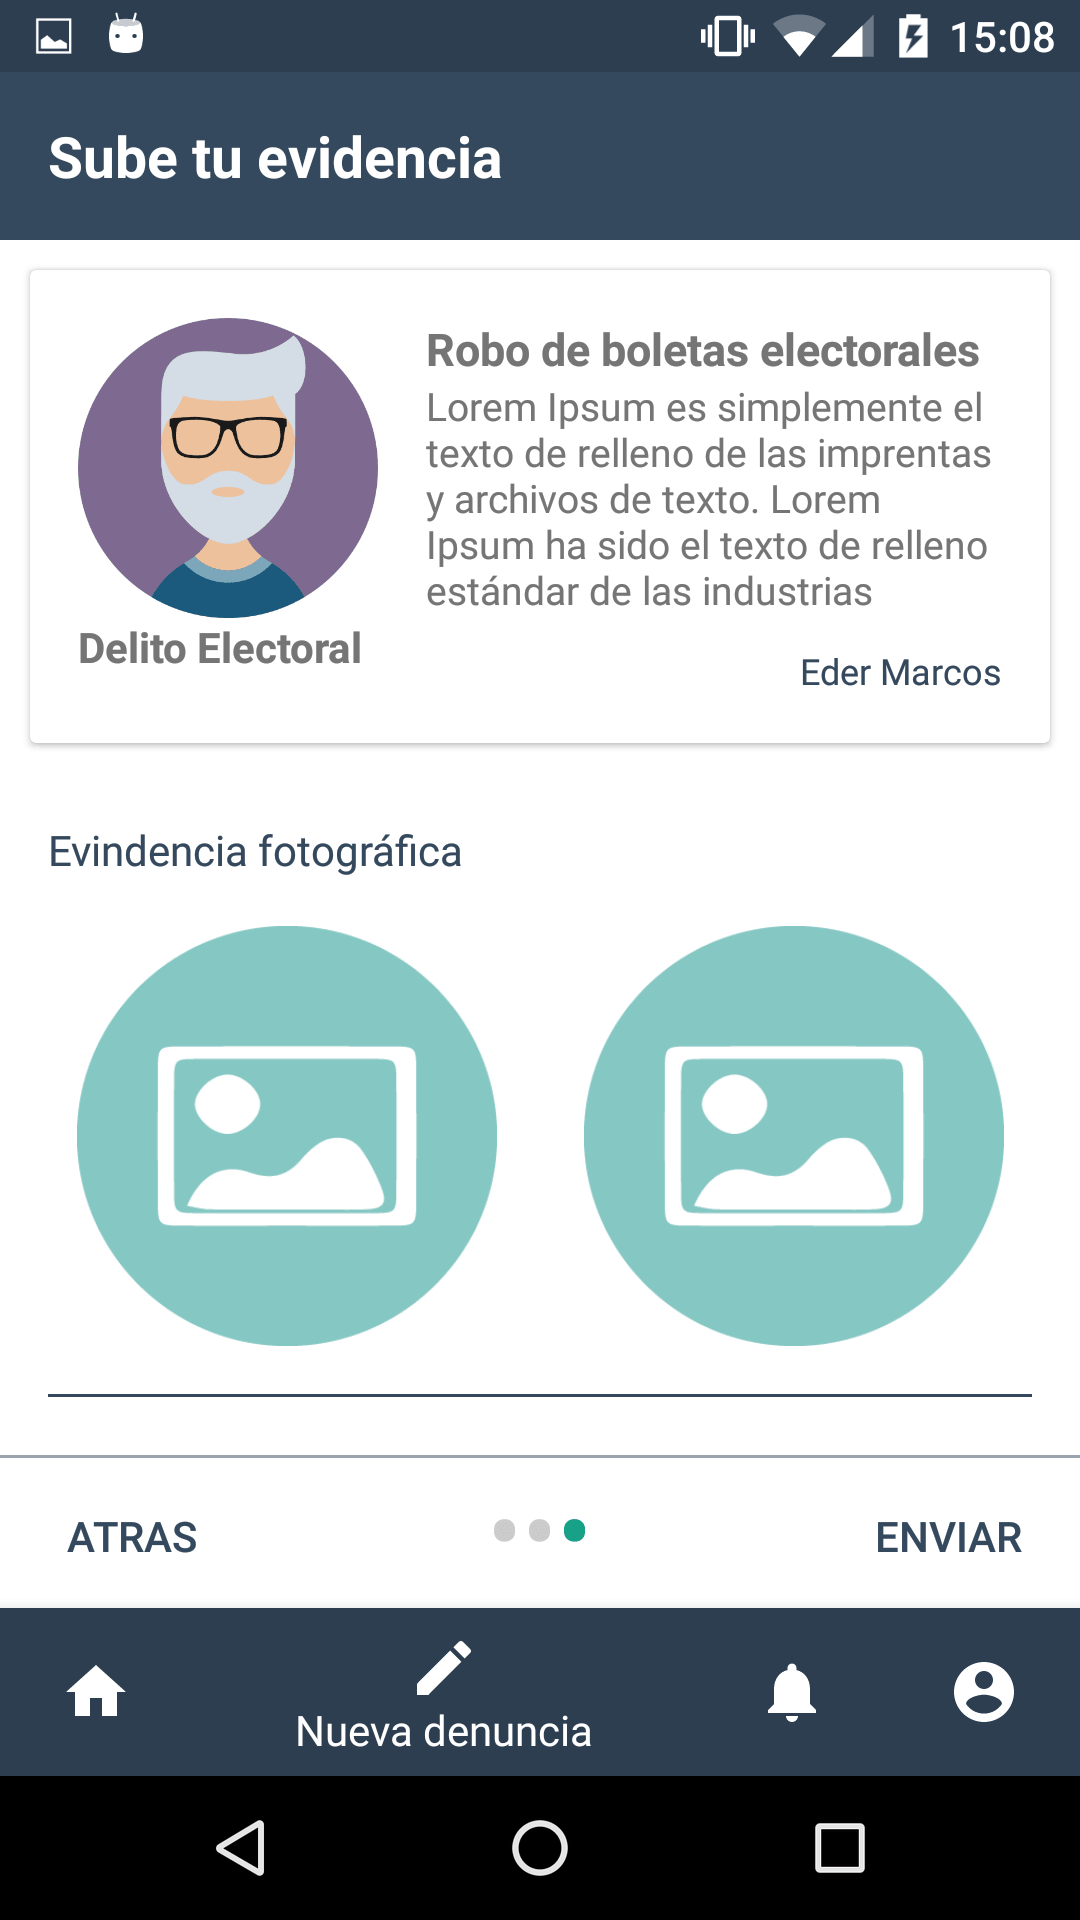 15:08
Sube tu evidencia
Robo de boletas electorales
Lorem Ipsum es simplemente el
texto de relleno de las imprentas
y archivos de texto. Lorem
Ipsum ha sido el texto de relleno
estándar de las industrias
Delito Electoral
Eder Marcos
Evindencia fotográfica
ATRAS
ENVIAR
Nueva denuncia